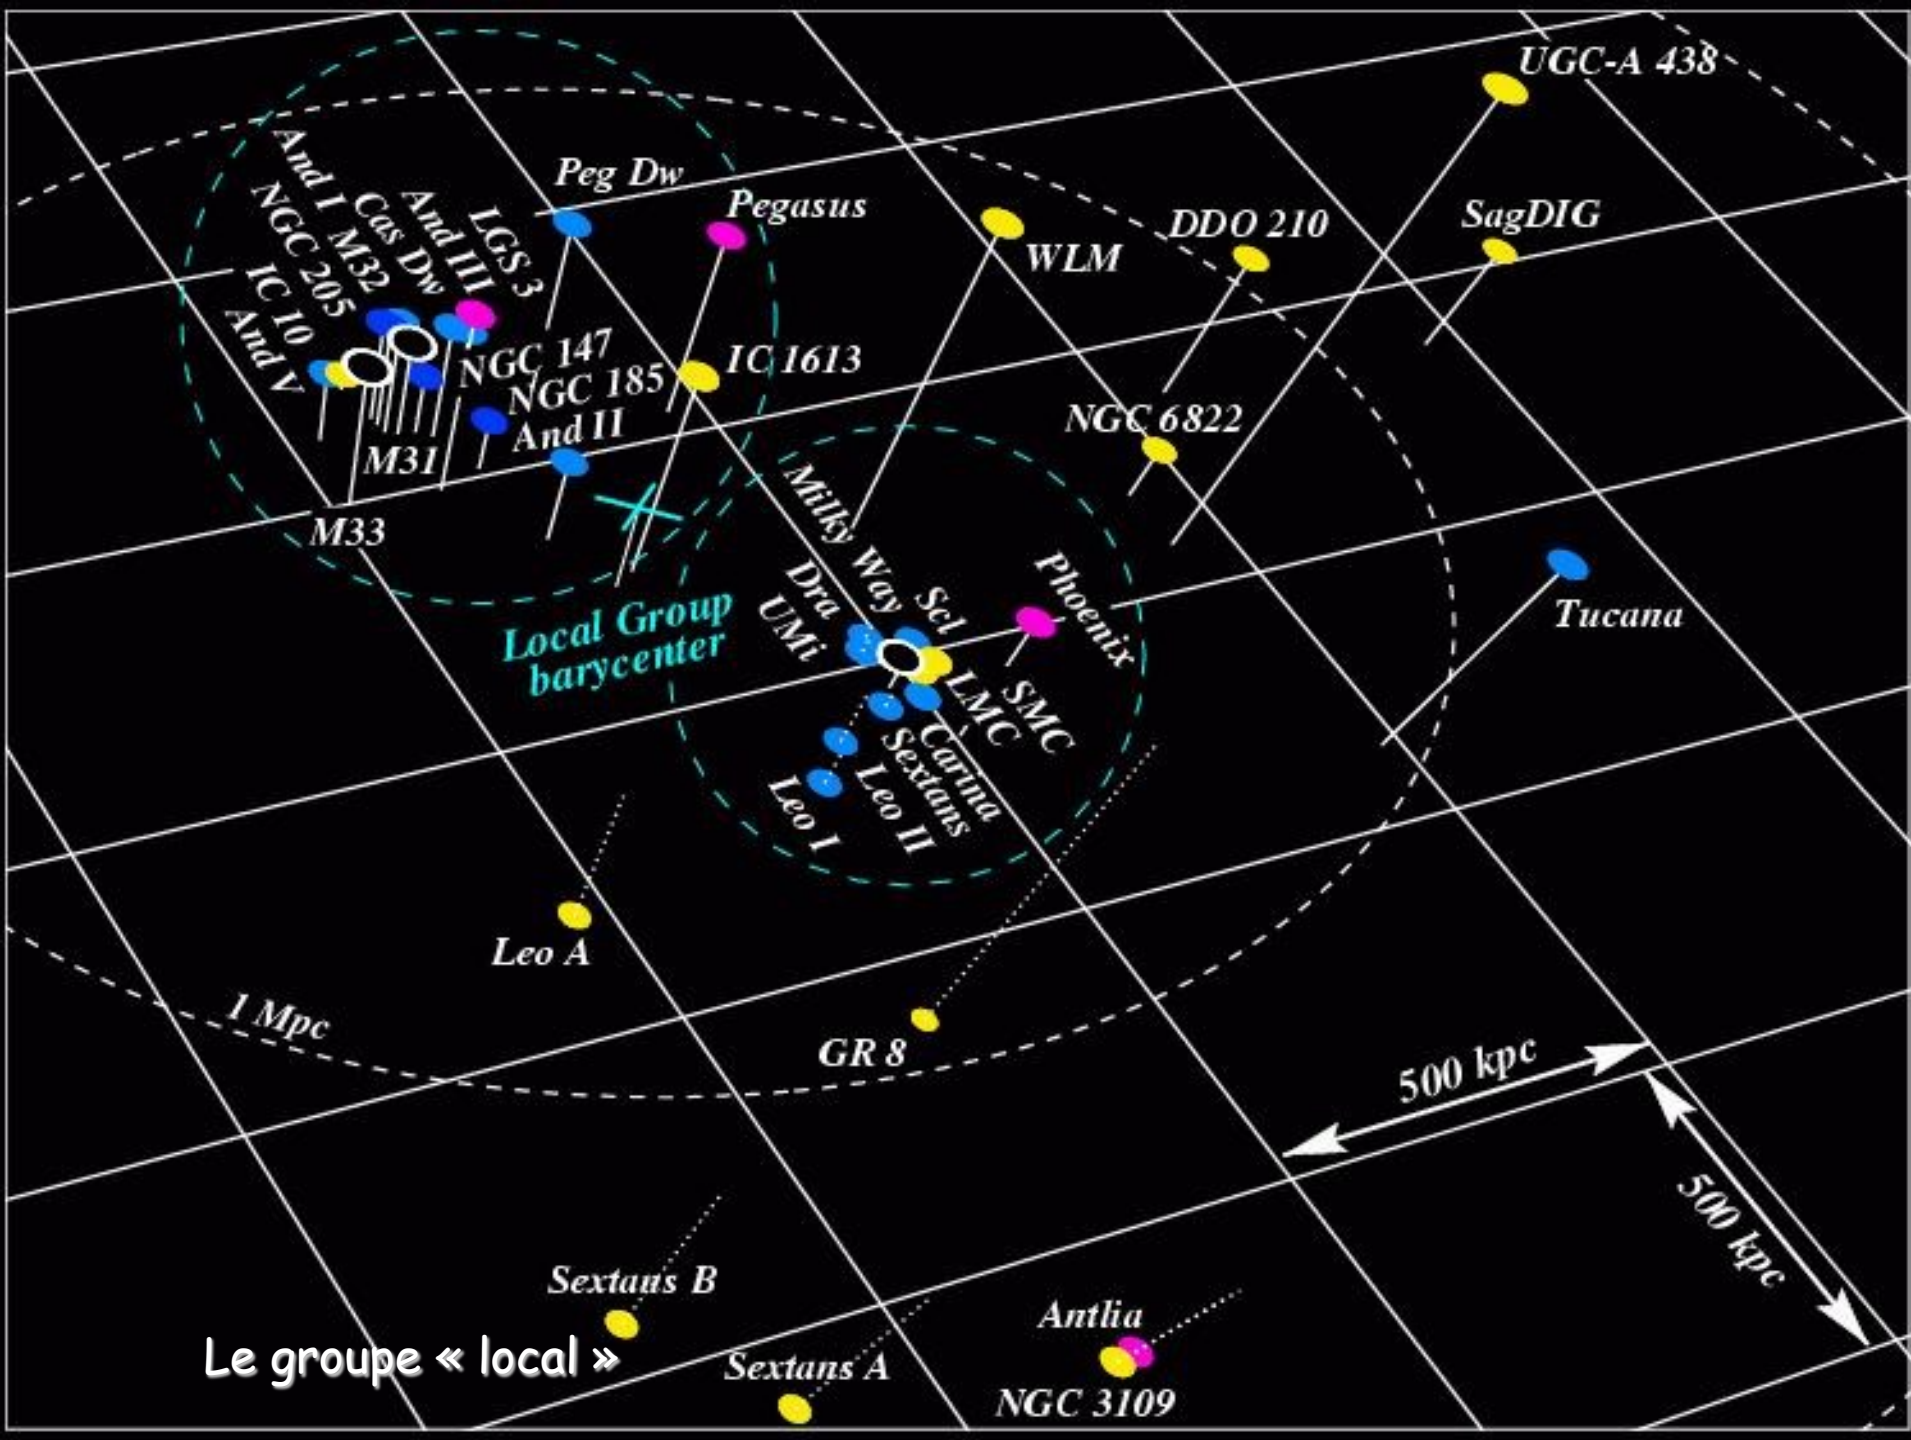 UGC-A 438
Peg Dw
Pegasus
SagDIG
DDO 210
WLM
LGS 3
And III
Cas Dw
And I M32
NGC 205
IC 10
And V
NGC 147
NGC 185
And II
IC 1613
NGC 6822
M31
M33
Milky Way
Local Group
barycenter
Dra
UMi
Scl
Phoenix
Tucana
SMC
LMC
Carina
Sextans
Leo II
Leo I
Leo A
1 Mpc
GR 8
500 kpc
500 kpc
Sextans B
Antlia
Le groupe « local »
Sextans A
NGC 3109